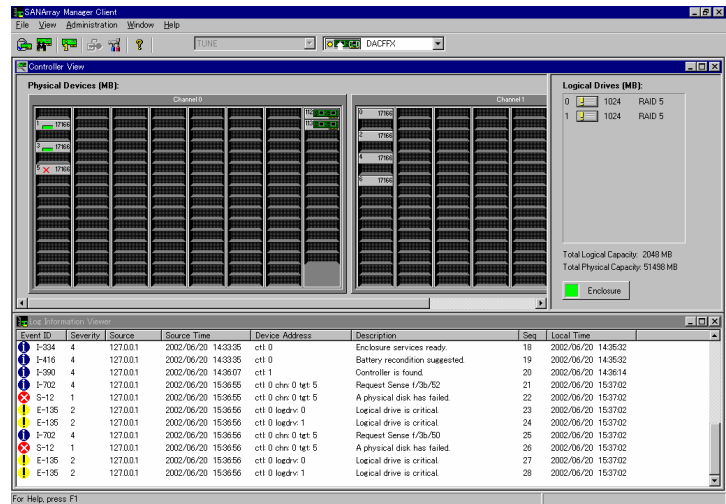 SANArray Manager Client
File View Administration Window Help
TUNE DACFFX
Controller View
Physical Devices (MB): Logical Drives (MB):
Channel 0 Channel 1
0 1024 RAID 5
1 1024 RAID 5
1 17166
3 17166
5 17166
112
113
0 17166
2 17166
4 17166
6 17166
Total Logical Capacity: 2048 MB
Total Physical Capacity: 51498 MB
Enclosure
Log Information Viewer
Event ID Severity Source Source Time Device Address Description Seq Local Time
I-334 4 127.0.0.1 2002/06/20 14:33:35 ctl: 0 Enclosure services ready. 18 2002/06/20 14:35:32
I-416 4 127.0.0.1 2002/06/20 14:33:35 ctl: 0 Battery recondition suggested. 19 2002/06/20 14:35:32
I-390 4 127.0.0.1 2002/06/20 14:36:07 ctl: 1 Controller is found. 20 2002/06/20 14:36:14
I-702 4 127.0.0.1 2002/06/20 15:36:55 ctl: 0 chn: 0 tgt: 5 Request Sense f/3b/52 21 2002/06/20 15:37:02
S-12 1 127.0.0.1 2002/06/20 15:36:55 ctl: 0 chn: 0 tgt: 5 A physical disk has failed. 22 2002/06/20 15:37:02
E-135 2 127.0.0.1 2002/06/20 15:36:56 ctl: 0 logdrv: 0 Logical drive is critical. 23 2002/06/20 15:37:02
E-135 2 127.0.0.1 2002/06/20 15:36:56 ctl: 0 logdrv: 1 Logical drive is critical. 24 2002/06/20 15:37:02
I-702 4 127.0.0.1 2002/06/20 15:36:56 ctl: 0 chn: 0 tgt: 5 Request Sense f/3b/50 25 2002/06/20 15:37:02
S-12 1 127.0.0.1 2002/06/20 15:36:56 ctl: 0 chn: 0 tgt: 5 A physical disk has failed. 26 2002/06/20 15:37:02
E-135 2 127.0.0.1 2002/06/20 15:36:56 ctl: 0 logdrv: 0 Logical drive is critical. 27 2002/06/20 15:37:02
E-135 2 127.0.0.1 2002/06/20 15:36:56 ctl: 0 logdrv: 1 Logical drive is critical. 28 2002/06/20 15:37:02
For Help, press F1